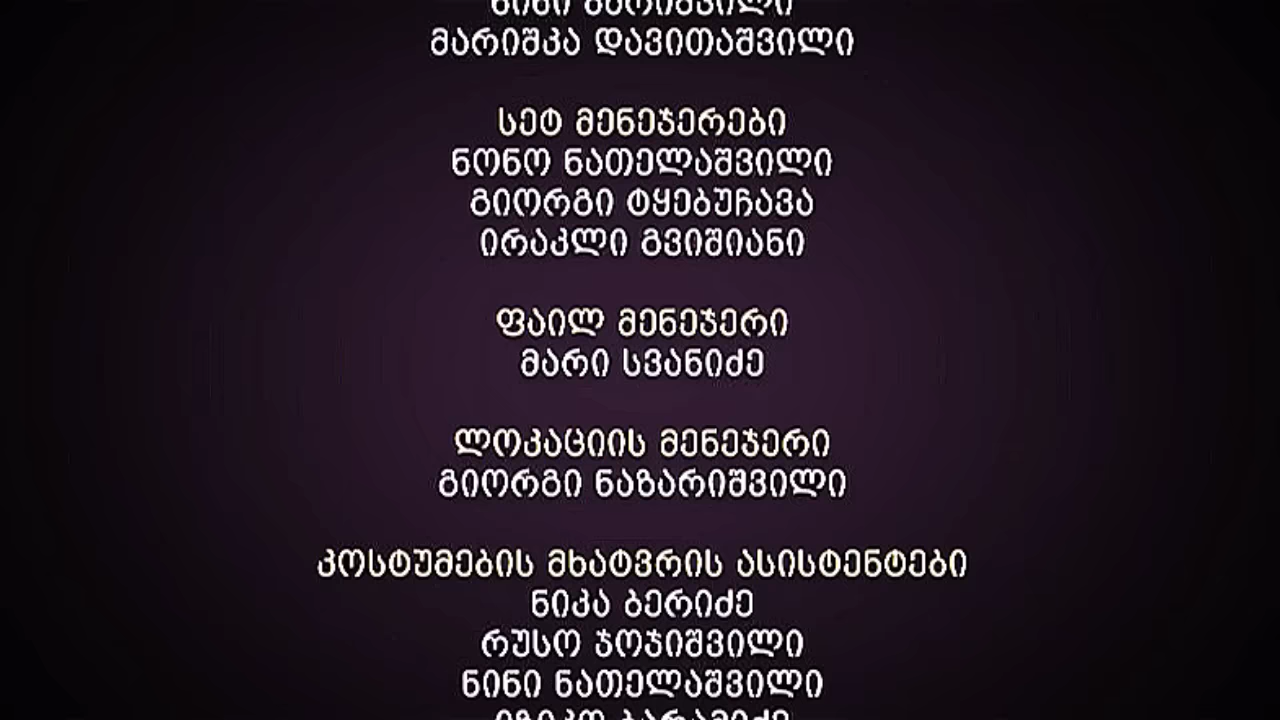 ნინი
მარიშკა დავითაშვილი
სეტ მენეჯერები
ნონო ნათელაშვილი
გიორგი ტყებუჩავა
ირაკლი გვიშიანი
ფაილ მენეჯერი
მარი სვანიძე
ლოკაციის მენეჯერი
გიორგი ნაზარიშვილი
კოსტუმების მხატვრის ასისტენტები
ნიკა ბერიძე
რუსო ჯოჯიშვილი
ნინი ნათელაშვილი